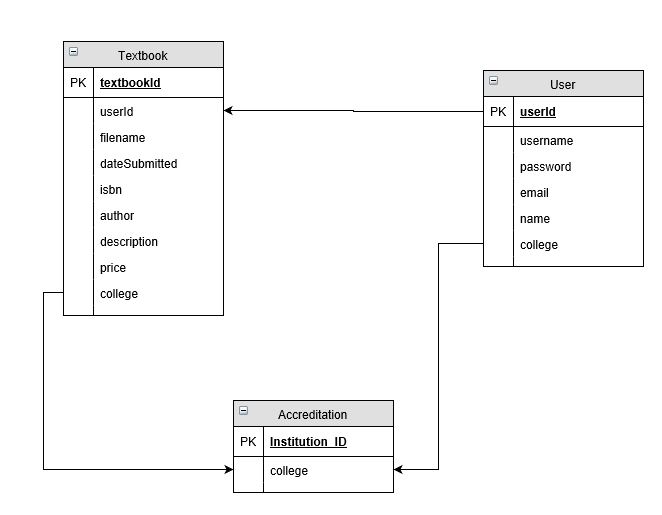 Textbook
PK textbookId
userId
filename
dateSubmitted
isbn
author
description
price
college
User
PK userId
username
password
email
name
college
Accreditation
PK Institution_ID
college